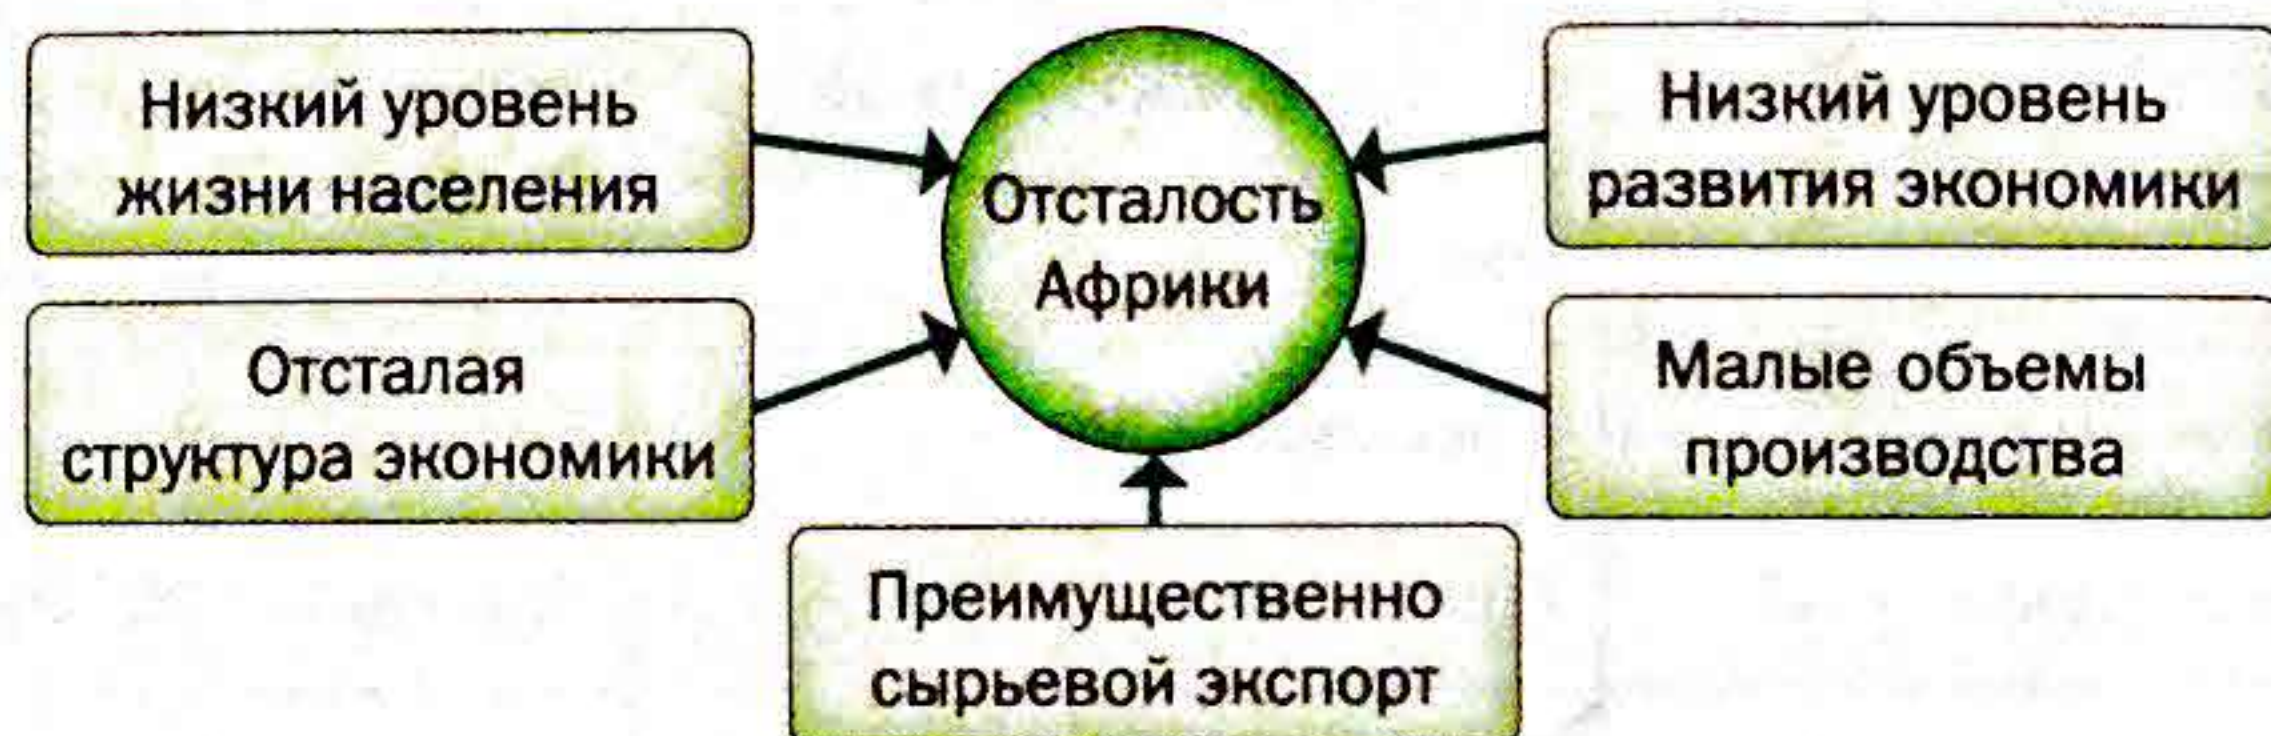 Низкий уровень
жизни населения
Отсталость
Африки
Низкий уровень
развития экономики
Отсталая
структура экономики
Малые объемы
производства
Преимущественно
сырьевой экспорт